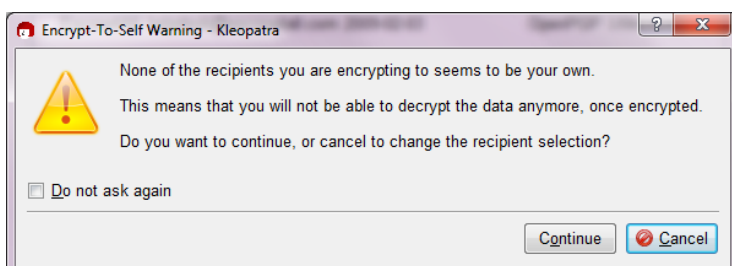 Encrypt-To-Self Warning - Kleopatra
None of the recipients you are encrypting to seems to be your own.
This means that you will not be able to decrypt the data anymore, once encrypted.
Do you want to continue, or cancel to change the recipient selection?
Do not ask again
Continue
Cancel